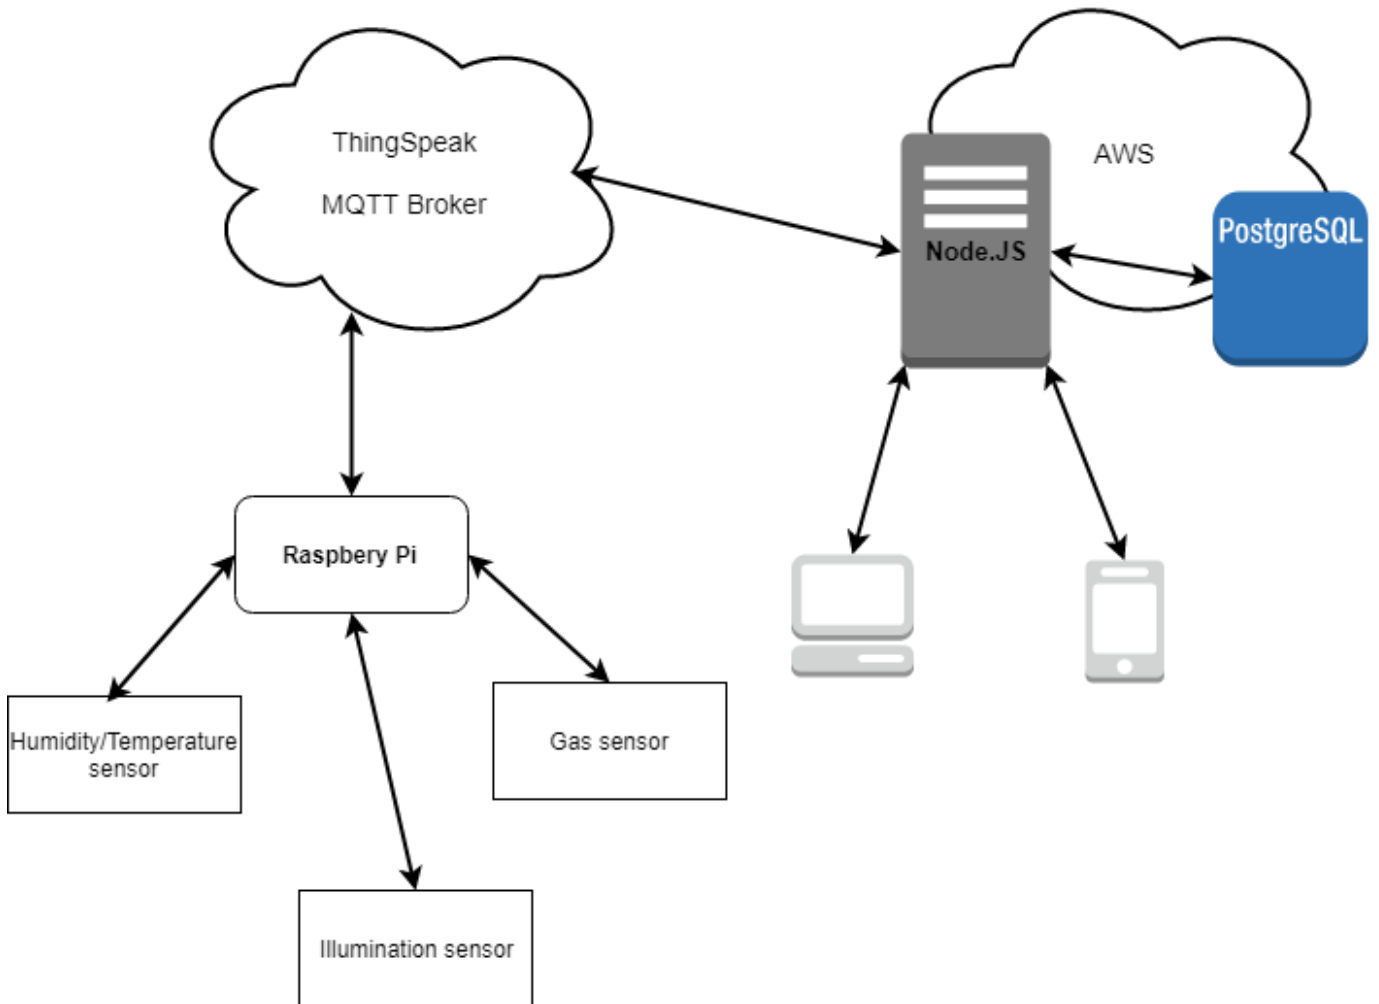 ThingSpeak
MQTT Broker
AWS
PostgreSQL
Node.JS
Raspbery Pi
Humidity/Temperature
sensor
Gas sensor
Illumination sensor